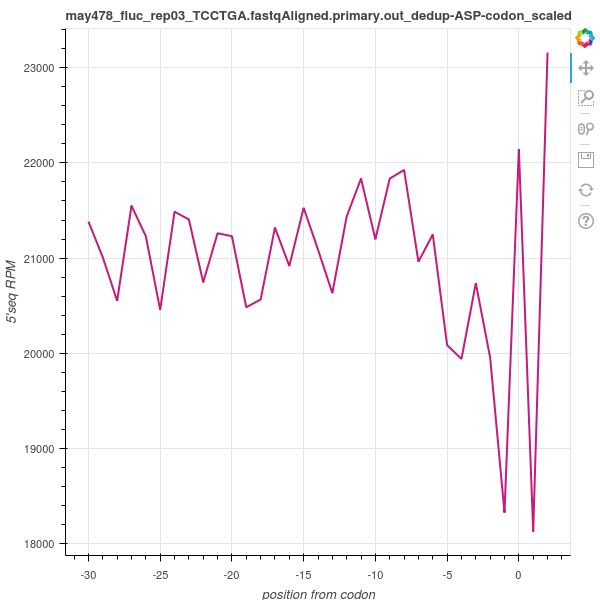 may478_fluc_rep03_TCCTGA.fastqAligned.primary.out_dedup-ASP-codon_scaled
23000
22000
21000
20000
19000
18000
5'seq RPM
-30 -25 -20 -15 -10 -5 0
position from codon